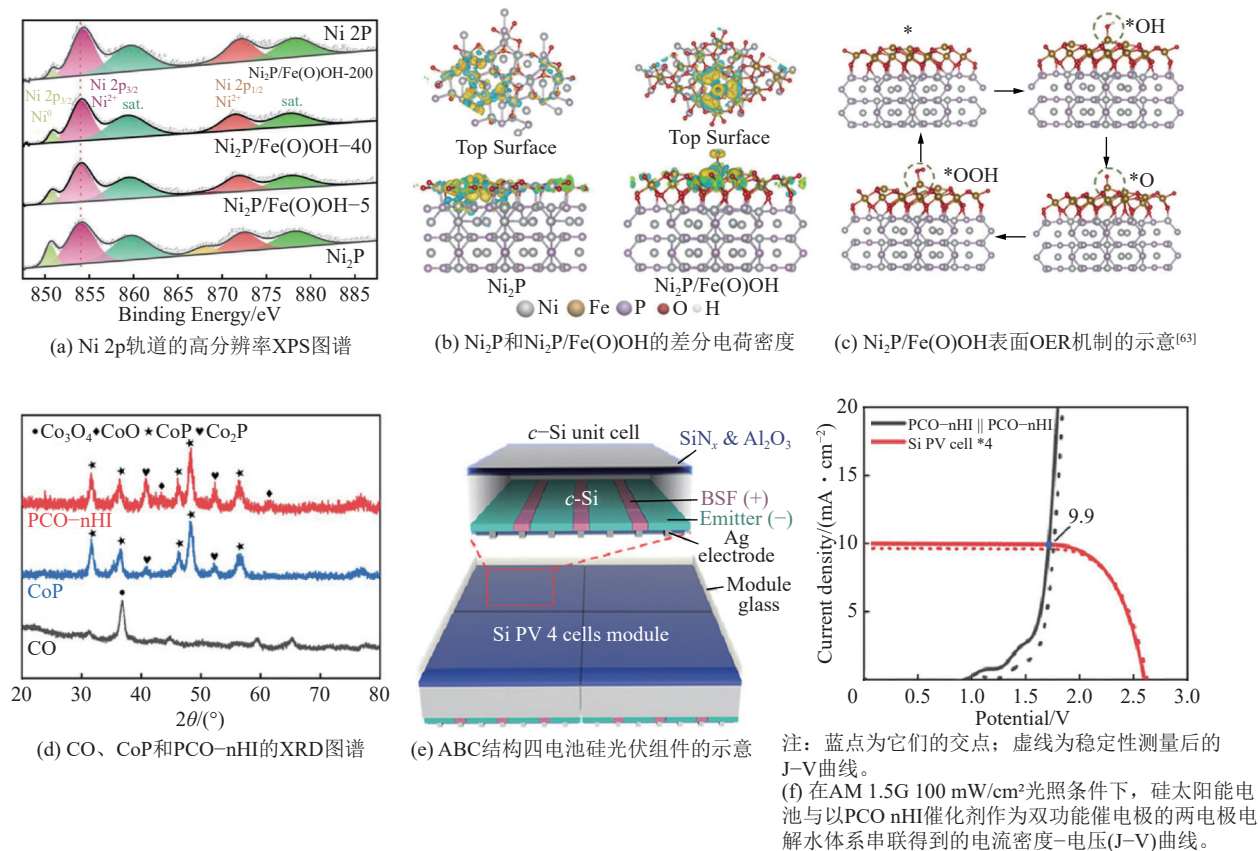 Ni 2P
Ni₂P/Fe(O)OH-200
Ni 2p₃/₂ Ni 2p₃/₂ Ni 2p₁/₂
Ni⁰ Ni²⁺ sat. Ni²⁺ sat.
Ni₂P/Fe(O)OH−40
Ni₂P/Fe(O)OH−5
Ni₂P
850 855 860 865 870 875 880 885
Binding Energy/eV
(a) Ni 2p轨道的高分辨率XPS图谱
Top Surface Top Surface
Ni₂P Ni₂P/Fe(O)OH
Ni Fe P O H
(b) Ni₂P和Ni₂P/Fe(O)OH的差分电荷密度
* *OH
*OOH *O
(c) Ni₂P/Fe(O)OH表面OER机制的示意[63]
•Co₃O₄♦CoO ★CoP ♥Co₂P
PCO−nHI
CoP
CO
20 30 40 50 60 70 80
2θ/(°)
(d) CO、CoP和PCO−nHI的XRD图谱
c−Si unit cell
SiNₓ & Al₂O₃
c-Si
BSF (+)
Emitter (−)
Ag
electrode
Module
glass
Si PV 4 cells module
(e) ABC结构四电池硅光伏组件的示意
PCO−nHI || PCO−nHI
Si PV cell *4
9.9
20
15
10
5
0 0.5 1.0 1.5 2.0 2.5 3.0
Current density/(mA·cm⁻²)
Potential/V
注：蓝点为它们的交点；虚线为稳定性测量后的
J−V曲线。
(f) 在AM 1.5G 100 mW/cm²光照条件下，硅太阳能电
池与以PCO nHI催化剂作为双功能催电极的两电极电
解水体系串联得到的电流密度−电压(J−V)曲线。